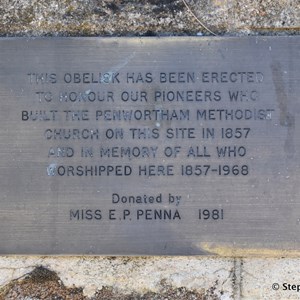 THIS OBELISK HAS BEEN ERECTED
TO HONOUR OUR PIONEERS WHO
BUILT THE PENWORTHAM METHODIST
CHURCH ON THIS SITE IN 1857
AND IN MEMORY OF ALL WHO
WORSHIPPED HERE 1857-1968
Donated by
MISS E.P. PENNA 1981
© Step